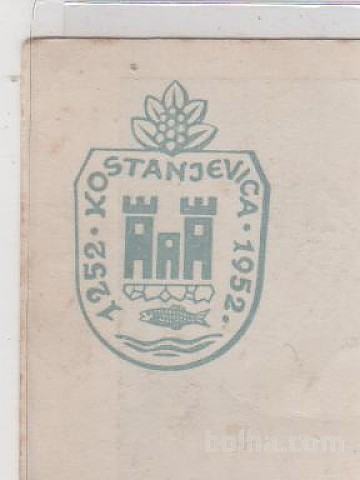 1252 · KOSTANJEVICA · 1952.
bolha.com